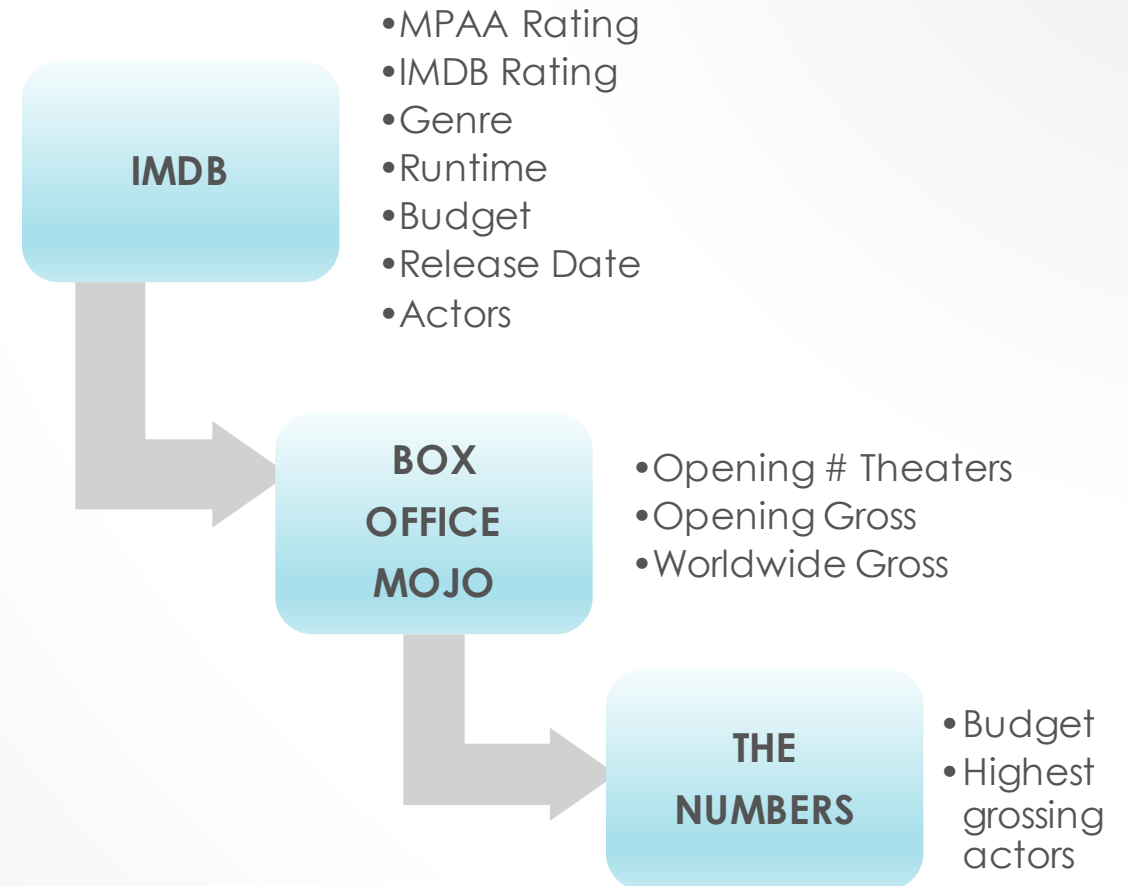 •MPAA Rating
•IMDB Rating
•Genre
•Runtime
•Budget
•Release Date
•Actors
IMDB
BOX
OFFICE
MOJO
•Opening # Theaters
•Opening Gross
•Worldwide Gross
THE
NUMBERS
•Budget
•Highest
grossing
actors